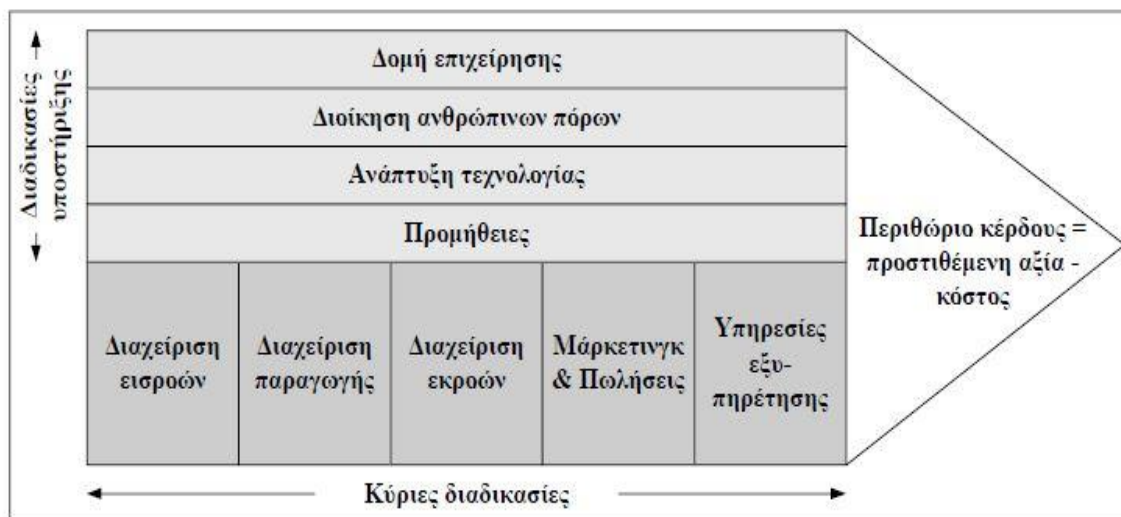 Διαδικασίες
υποστήριξης
Δομή επιχείρησης
Διοίκηση ανθρώπινων πόρων
Ανάπτυξη τεχνολογίας
Προμήθειες
Διαχείριση
εισροών
Διαχείριση
παραγωγής
Διαχείριση
εκροών
Μάρκετινγκ
& Πωλήσεις
Υπηρεσίες
εξυ-
πηρέτησης
Περιθώριο κέρδους =
προστιθέμενη αξία -
κόστος
Κύριες διαδικασίες